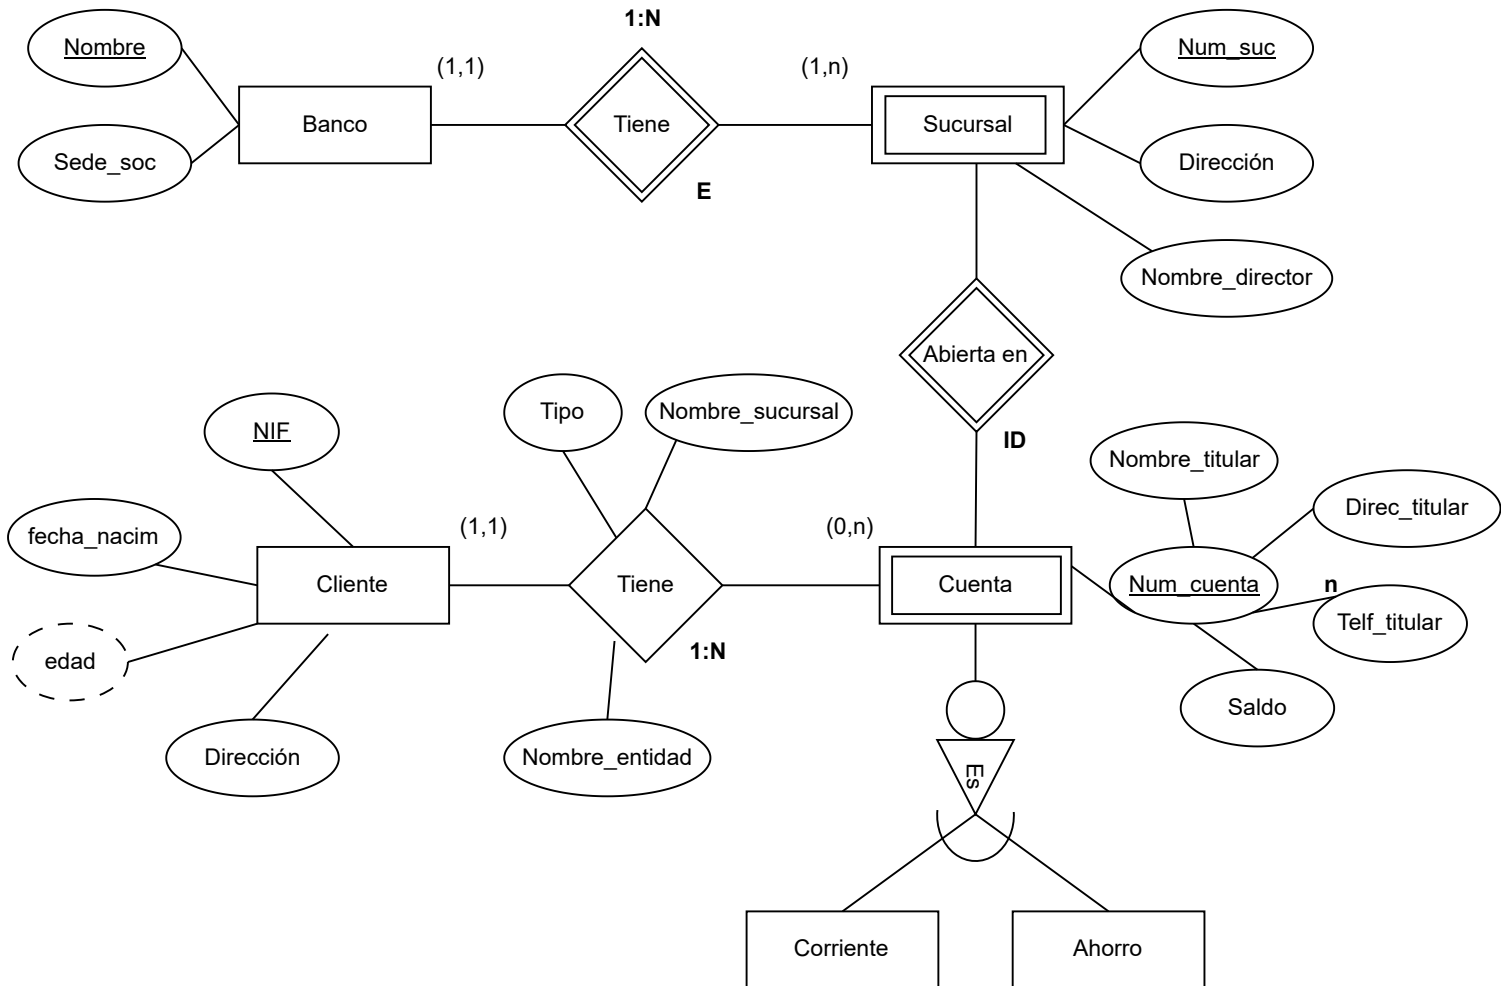 1:N
Nombre
(1,1)
(1,n)
Num_suc
Banco
Tiene
Sucursal
Sede_soc
Dirección
E
Nombre_director
Abierta en
Tipo
Nombre_sucursal
NIF
ID
Nombre_titular
Direc_titular
fecha_nacim
(1,1)
(0,n)
Cliente
Tiene
Cuenta
Num_cuenta
n
Telf_titular
edad
1:N
Saldo
Dirección
Nombre_entidad
Es
Corriente
Ahorro